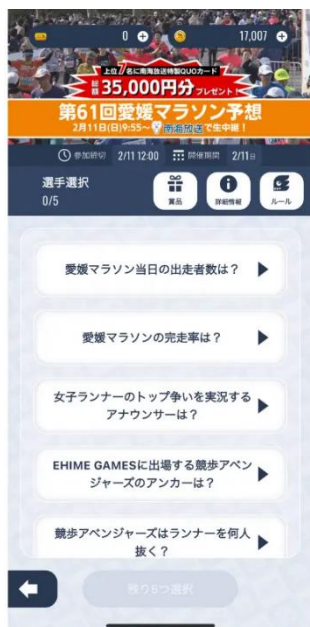 0
17,007
上位7名に南海放送特製QUOカード
総額35,000円分プレゼント
第61回愛媛マラソン予想
2月11日(日)9:55〜南海放送で生中継！
参加締切 2/11 12:00 開催期間 2/11日
選手選択
0/5
賞品
詳細情報
ルール
愛媛マラソン当日の出走者数は？
愛媛マラソンの完走率は？
女子ランナーのトップ争いを実況する
アナウンサーは？
EHIME GAMESに出場する競歩アベン
ジャーズのアンカーは？
競歩アベンジャーズはランナーを何人
抜く？
残り5つ選択